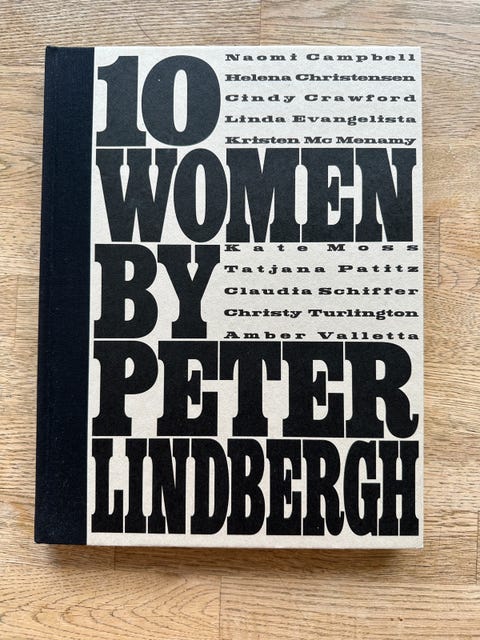 10
Naomi Campbell
Helena Christensen
Cindy Crawford
Linda Evangelista
Kristen Mc Menamy
WOMEN
BY
Kate Moss
Tatjana Patitz
Claudia Schiffer
Christy Turlington
Amber Valletta
PETER
LINDBERGH